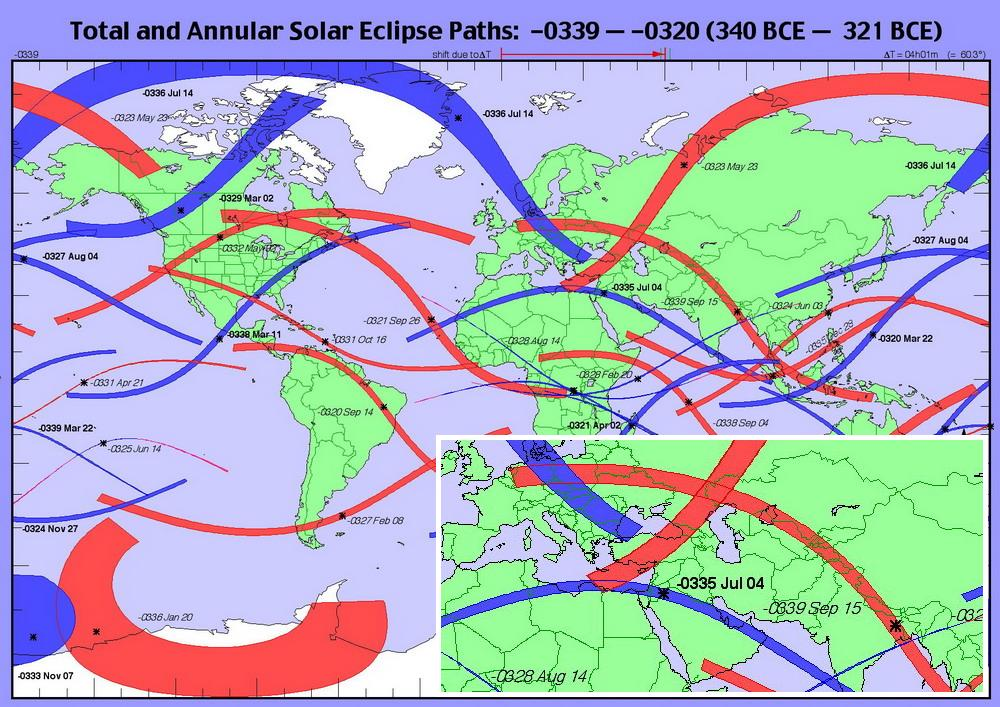 Total and Annular Solar Eclipse Paths: −0339 — −0320 (340 BCE — 321 BCE)
-0339
shift due to ΔT
ΔT = 04h01m (= 60.3°)
-0336 Jul 14
-0323 May 23
-0336 Jul 14
-0323 May 23
-0336 Jul 14
-0329 Mar 02
-0327 Aug 04
-0327 Aug 04
-0335 Jul 04
-0339 Sep 15
-0324 Jun 03
-0321 Sep 26
-0338 Mar 11
-0331 Oct 16
-0328 Aug 14
-0320 Mar 22
-0331 Apr 21
-0328 Feb 20
-0320 Sep 14
-0339 Mar 22
-0321 Apr 02
-0338 Sep 04
-0325 Jun 14
-0327 Feb 08
-0324 Nov 27
-0335 Jul 04
-0339 Sep 15
-032
-0336 Jan 20
-0328 Aug 14
-0333 Nov 07